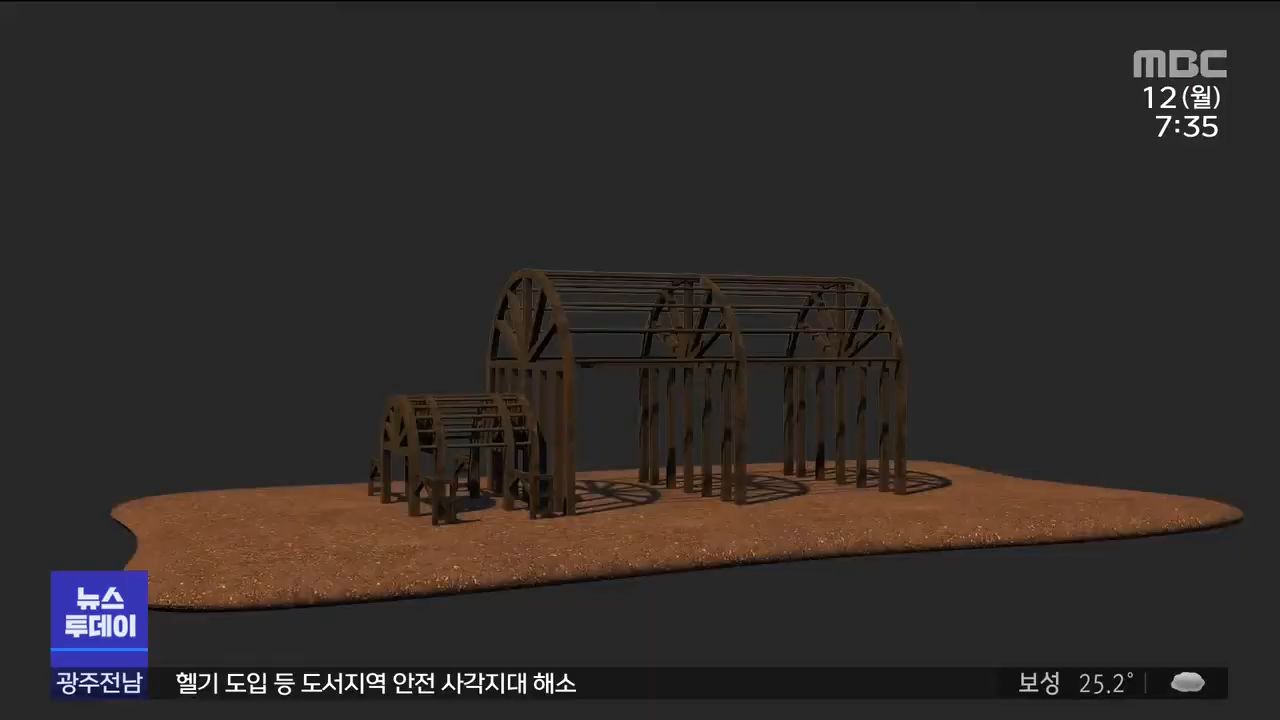 MBC
12(월)
7:35
뉴스
투데이
광주전남 헬기 도입 등 도서지역 안전 사각지대 해소 보성 25.2°